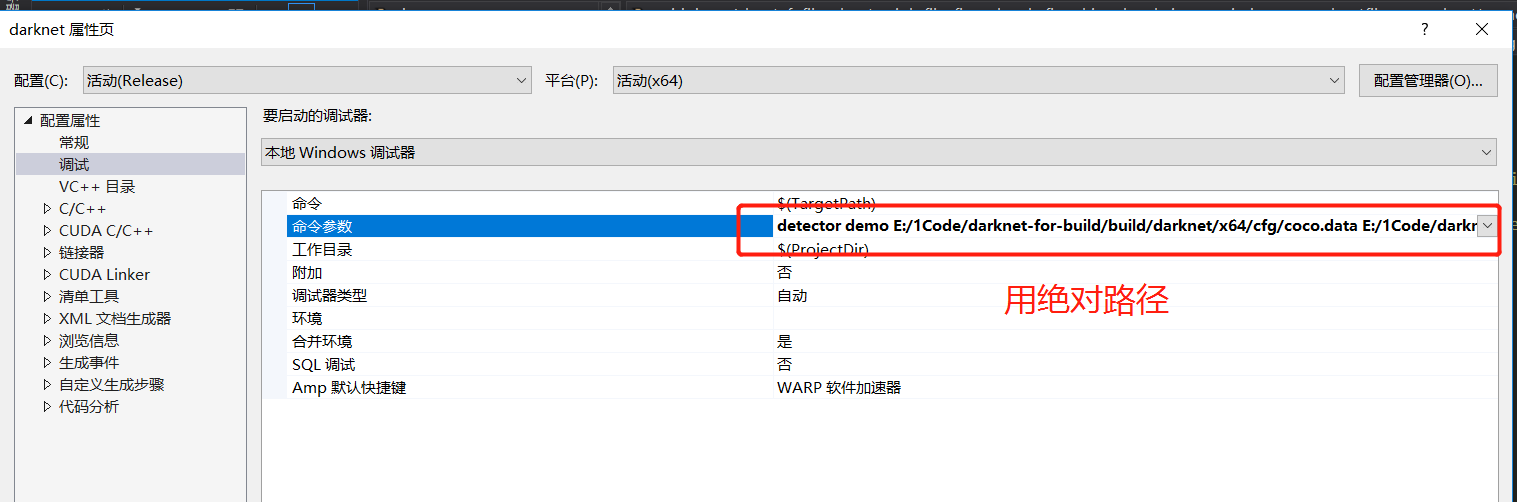 darknet 属性页
?
配置(C): 活动(Release) 平台(P): 活动(x64) 配置管理器(O)...
配置属性
常规
调试
VC++ 目录
C/C++
CUDA C/C++
链接器
CUDA Linker
清单工具
XML 文档生成器
浏览信息
生成事件
自定义生成步骤
代码分析
要启动的调试器:
本地 Windows 调试器
命令 $(TargetPath)
命令参数 detector demo E:/1Code/darknet-for-build/build/darknet/x64/cfg/coco.data E:/1Code/darkn
工作目录 $(ProjectDir)
附加 否
调试器类型 自动
环境
合并环境 是
SQL 调试 否
Amp 默认快捷键 WARP 软件加速器
用绝对路径